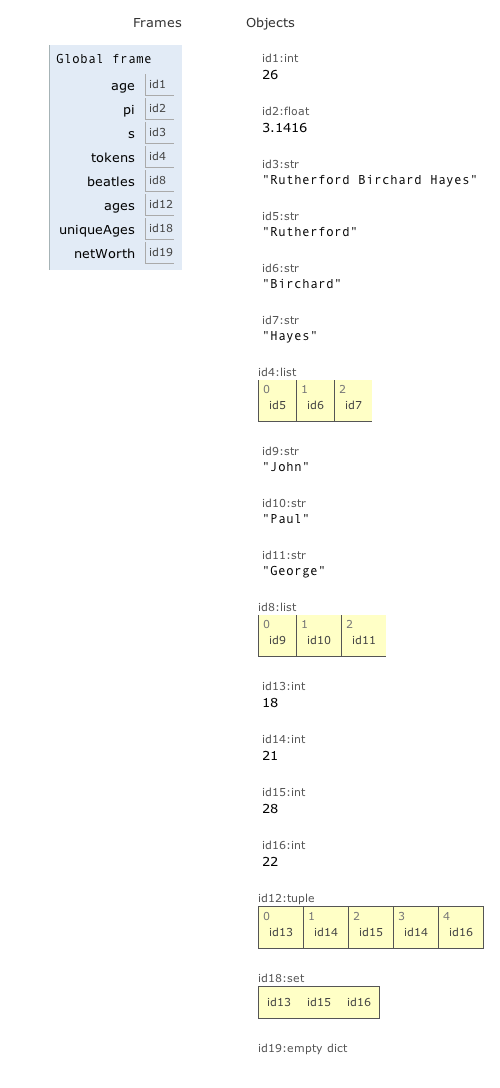 Frames
Objects
Global frame
age id1
pi id2
s id3
tokens id4
beatles id8
ages id12
uniqueAges id18
netWorth id19
id1:int
26
id2:float
3.1416
id3:str
"Rutherford Birchard Hayes"
id5:str
"Rutherford"
id6:str
"Birchard"
id7:str
"Hayes"
id4:list
0 1 2
id5 id6 id7
id9:str
"John"
id10:str
"Paul"
id11:str
"George"
id8:list
0 1 2
id9 id10 id11
id13:int
18
id14:int
21
id15:int
28
id16:int
22
id12:tuple
0 1 2 3 4
id13 id14 id15 id14 id16
id18:set
id13 id15 id16
id19:empty dict